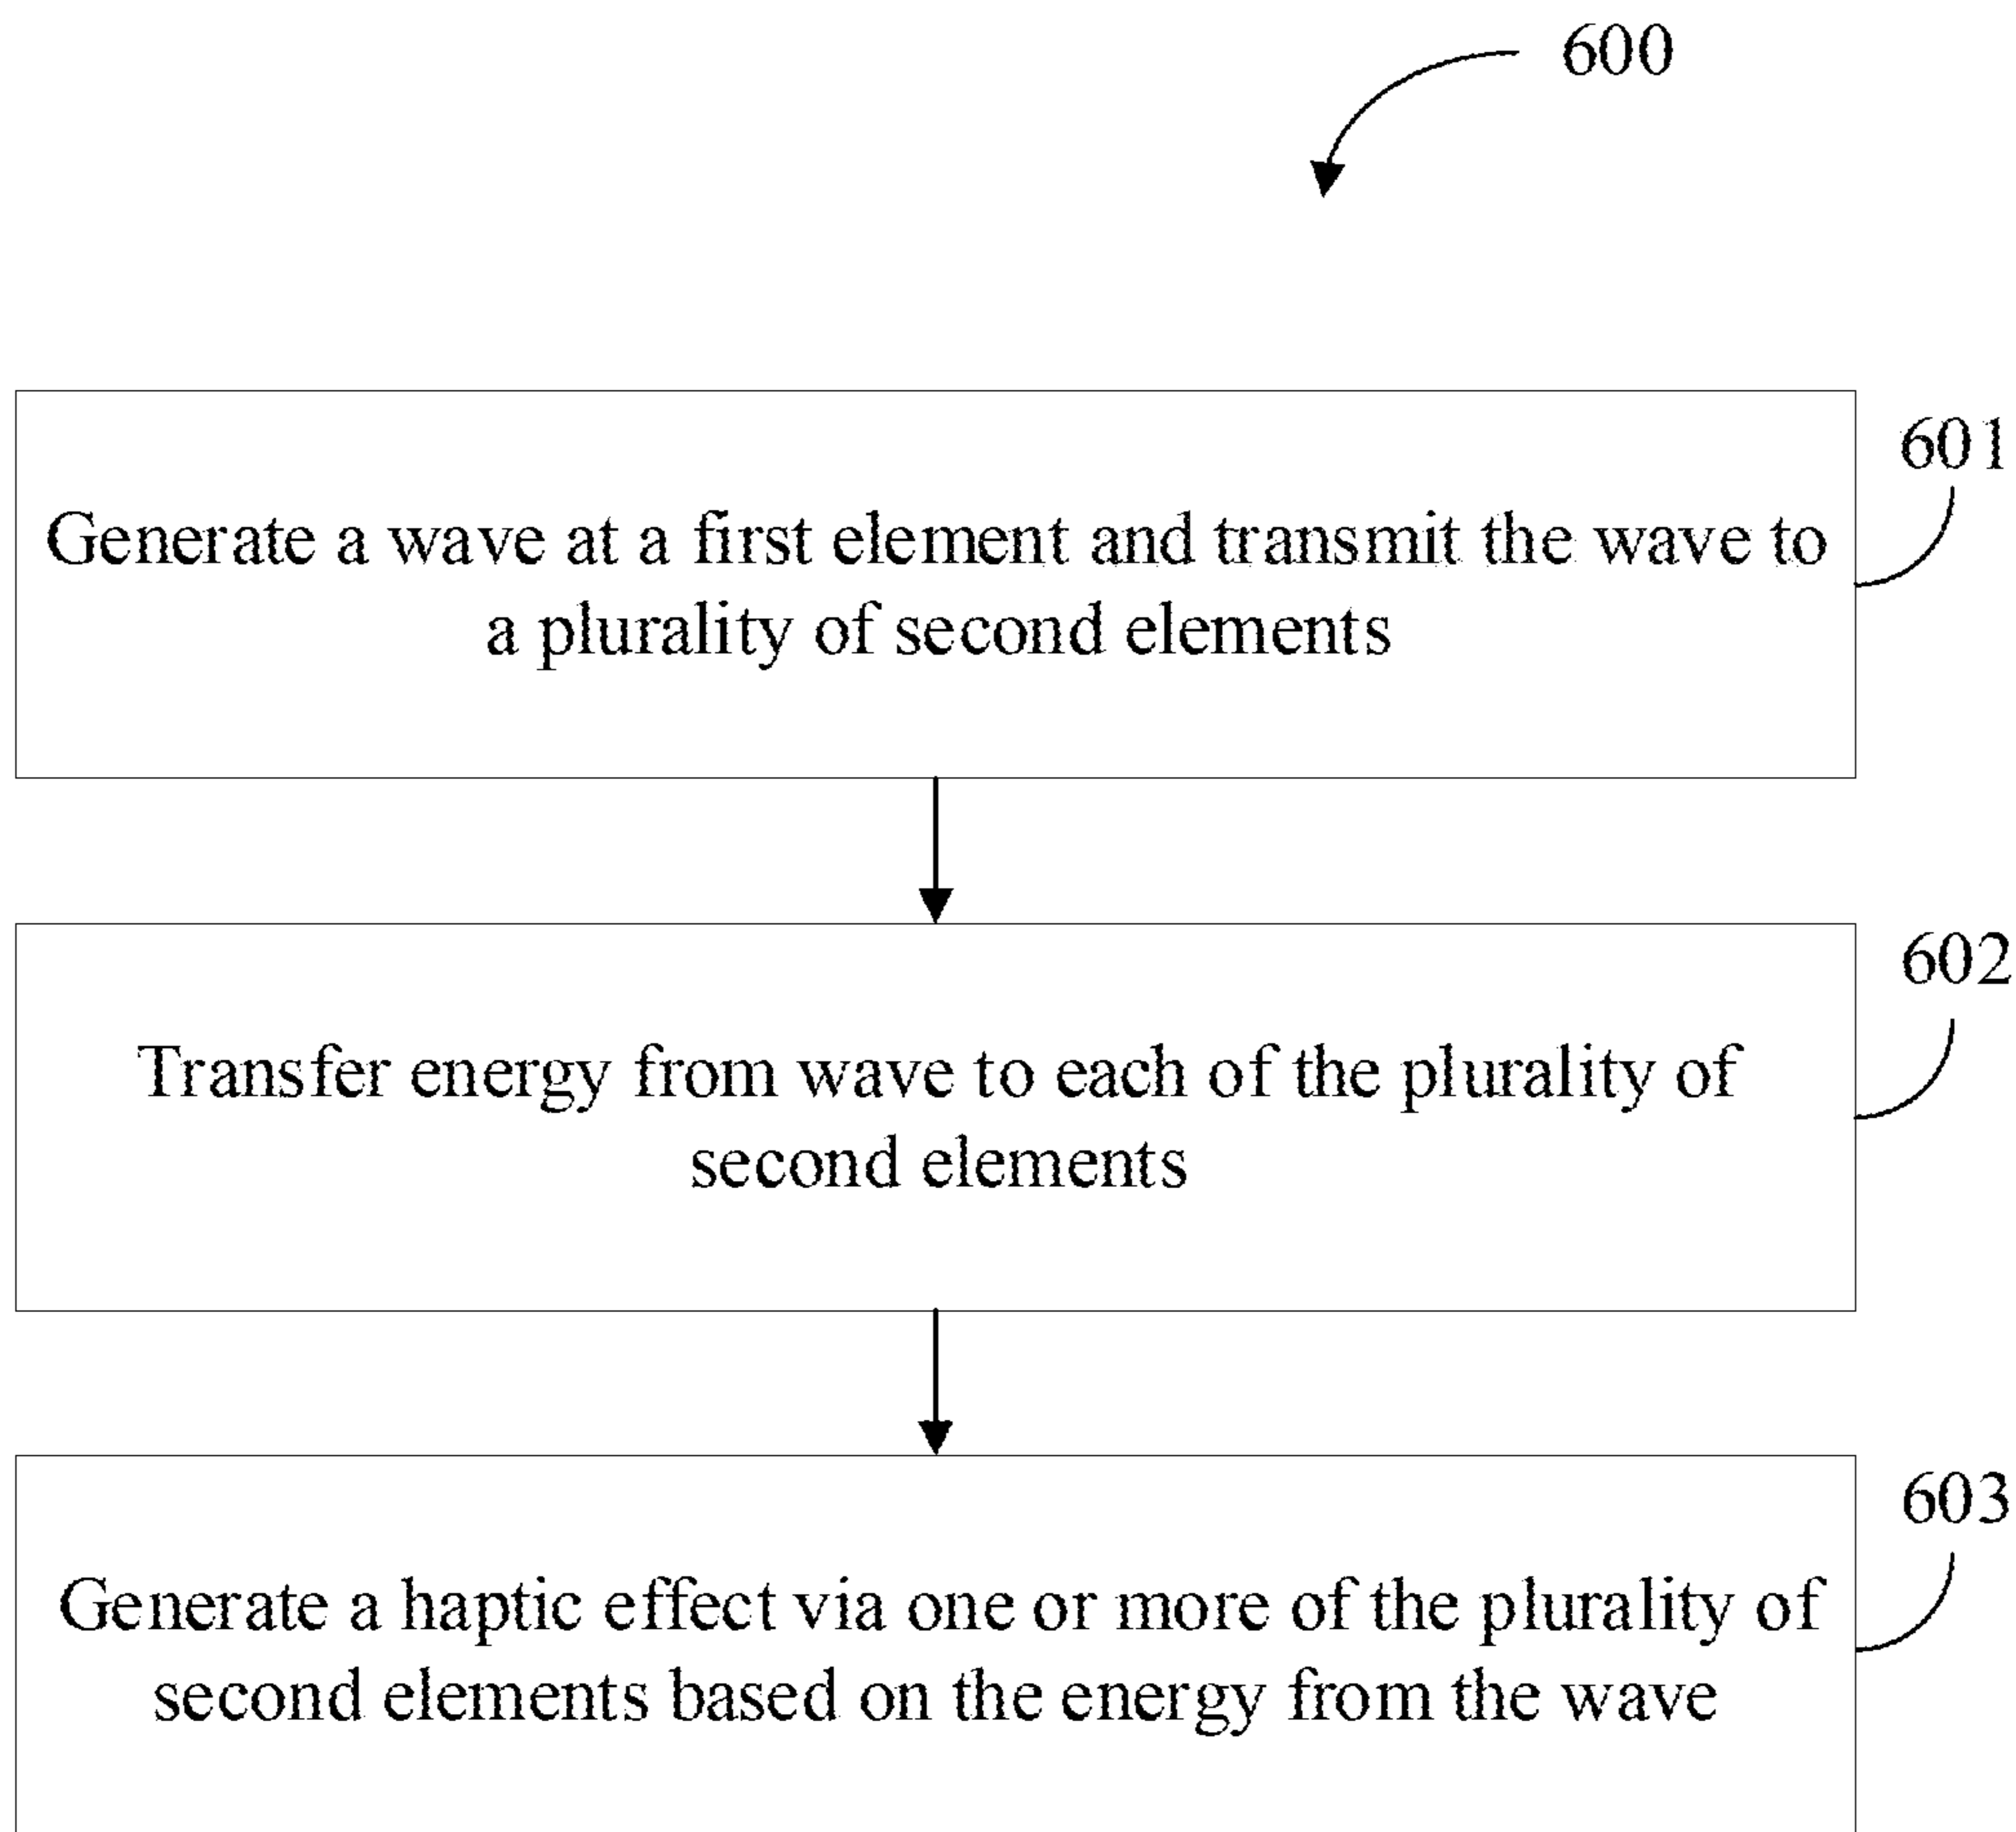 600
601
Generate a wave at a first element and transmit the wave to
a plurality of second elements
602
Transfer energy from wave to each of the plurality of
second elements
603
Generate a haptic effect via one or more of the plurality of
second elements based on the energy from the wave